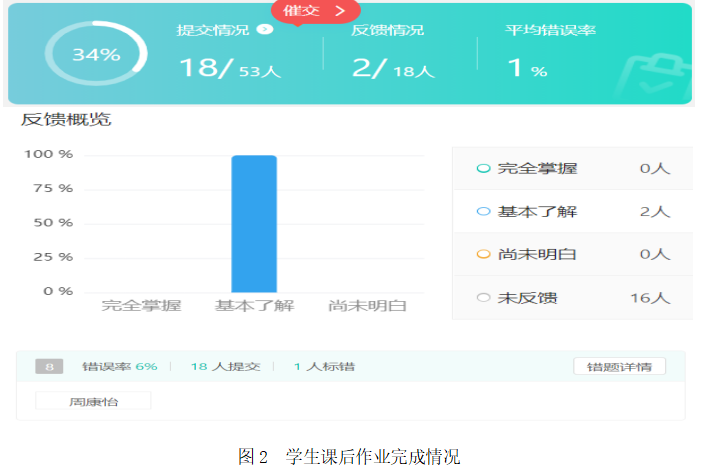 催交 >
34%
提交情况 反馈情况 平均错误率
18/ 53人 2/ 18人 1 %
反馈概览
100 %
75 %
50 %
25 %
0 %
完全掌握 基本了解 尚未明白
完全掌握 0人
基本了解 2人
尚未明白 0人
未反馈 16人
8 错误率 6% 18 人提交 1 人标错 错题详情
周康怡
图 2 学生课后作业完成情况